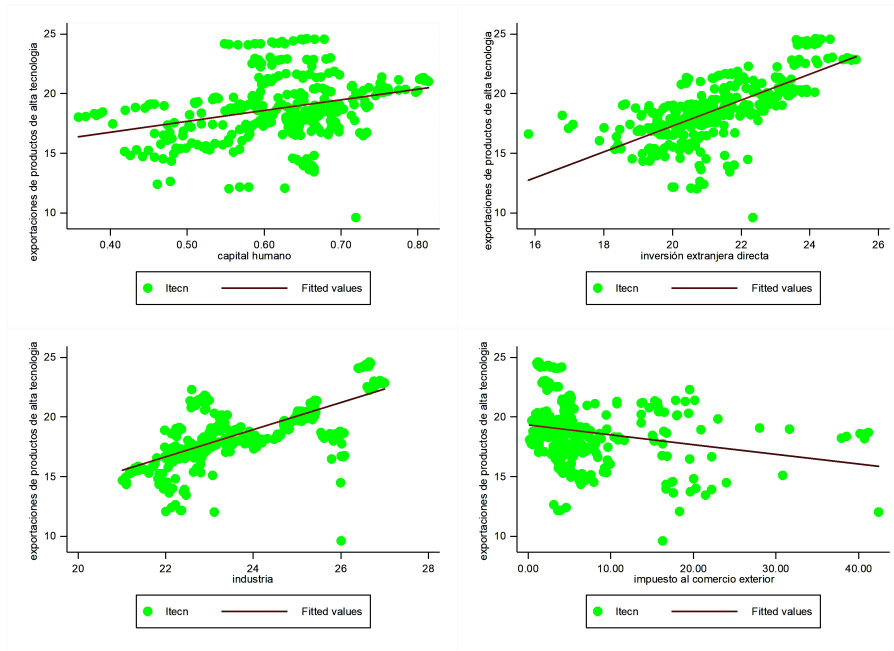 exportaciones de productos de alta tecnologia
25
20
15
10
0.40 0.50 0.60 0.70 0.80
capital humano
ltecn Fitted values
exportaciones de productos de alta tecnologia
25
20
15
10
16 18 20 22 24 26
inversión extranjera directa
ltecn Fitted values
exportaciones de productos de alta tecnologia
25
20
15
10
20 22 24 26 28
industria
ltecn Fitted values
exportaciones de productos de alta tecnologia
25
20
15
10
0.00 10.00 20.00 30.00 40.00
impuesto al comercio exterior
ltecn Fitted values